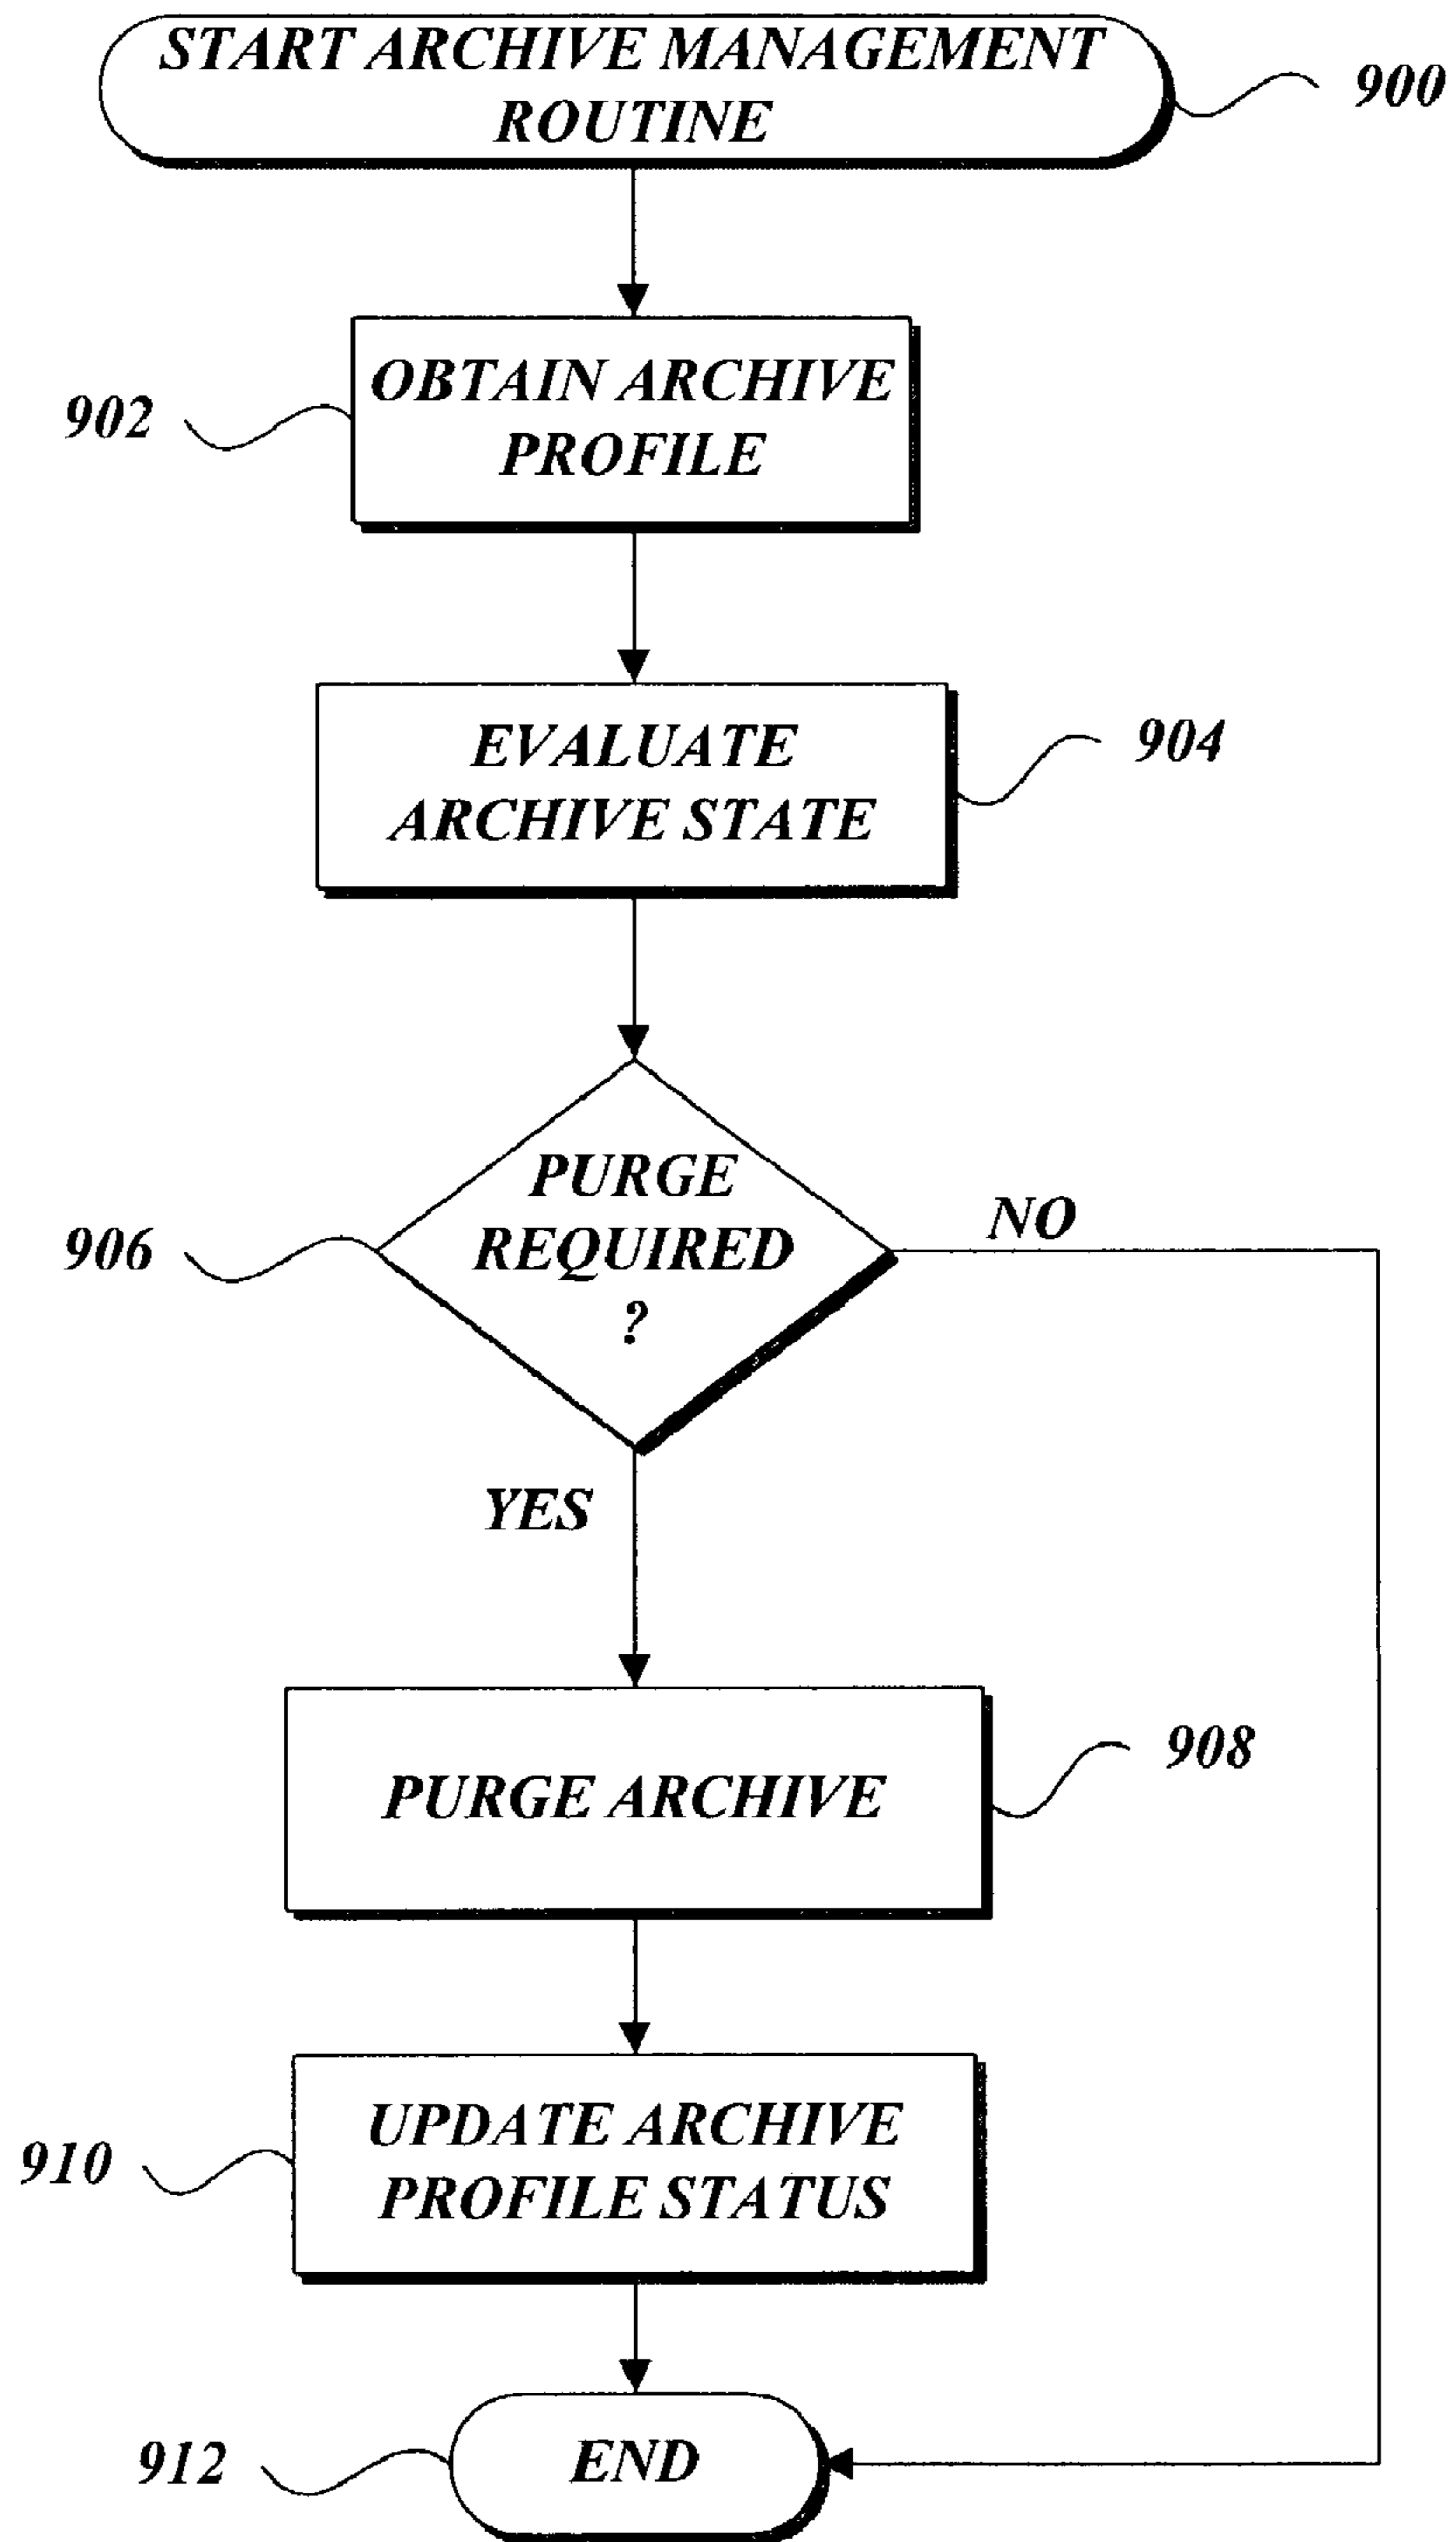 START ARCHIVE MANAGEMENT
ROUTINE
900
OBTAIN ARCHIVE
PROFILE
902
EVALUATE
ARCHIVE STATE
904
PURGE
REQUIRED
?
906
NO
YES
PURGE ARCHIVE
908
UPDATE ARCHIVE
PROFILE STATUS
910
END
912